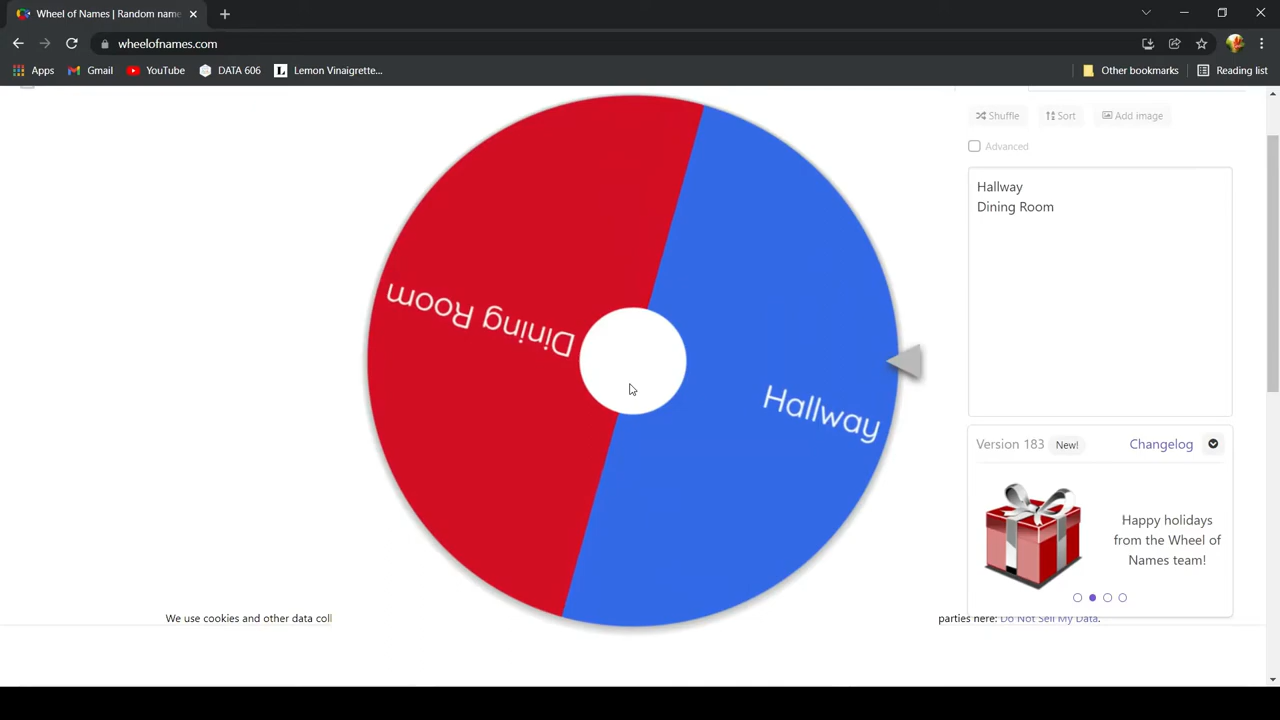 Wheel of Names | Random name
wheelofnames.com
Apps
Gmail
YouTube
DATA 606
L Lemon Vinaigrette...
Other bookmarks
Reading list
Shuffle
Sort
Add image
Advanced
Hallway
Dining Room
Dining Room
Hallway
Version 183 New!
Changelog
Happy holidays
from the Wheel of
Names team!
We use cookies and other data coll
parties here: Do Not Sell My Data.